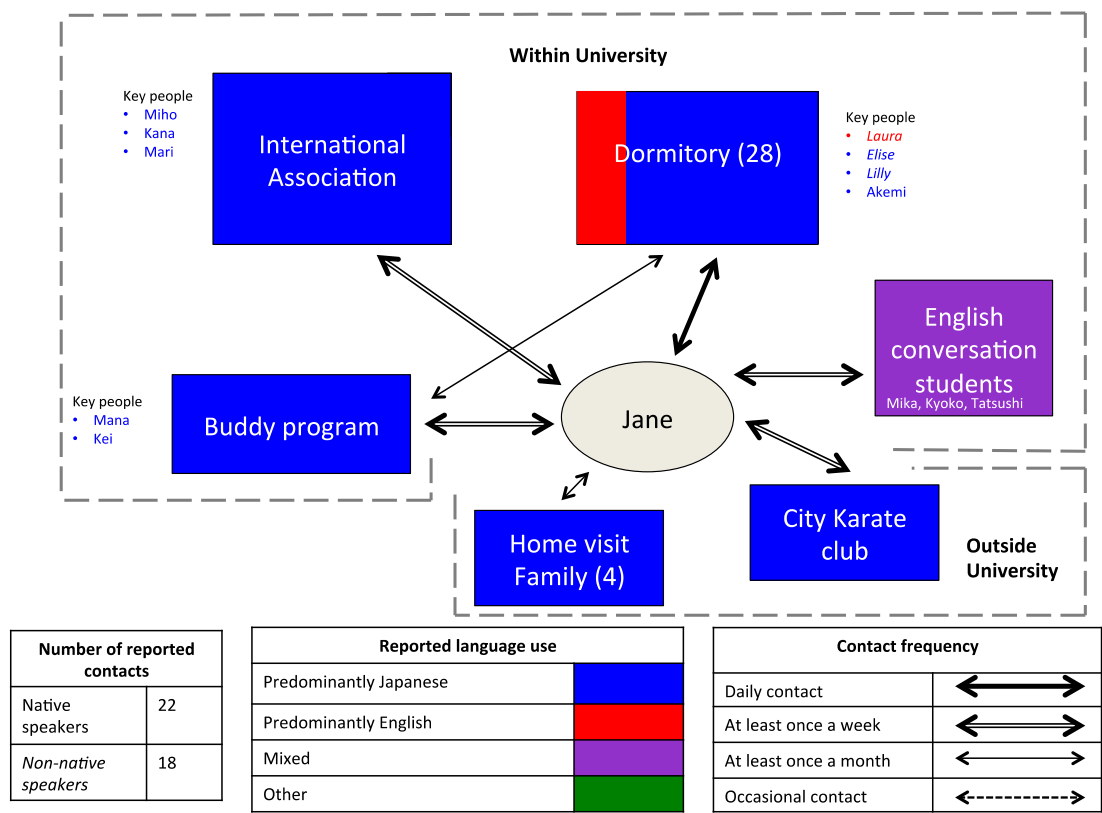 Within University
Key people
• Miho
• Kana
• Mari
International
Association
Dormitory (28)
Key people
• Laura
• Elise
• Lilly
• Akemi
English
conversation
students
Mika, Kyoko, Tatsushi
Key people
• Mana
• Kei
Buddy program
Jane
Home visit
Family (4)
City Karate
club
Outside
University
Number of reported
contacts
Native
speakers
22
Non-native
speakers
18
Reported language use
Predominantly Japanese
Predominantly English
Mixed
Other
Contact frequency
Daily contact
At least once a week
At least once a month
Occasional contact